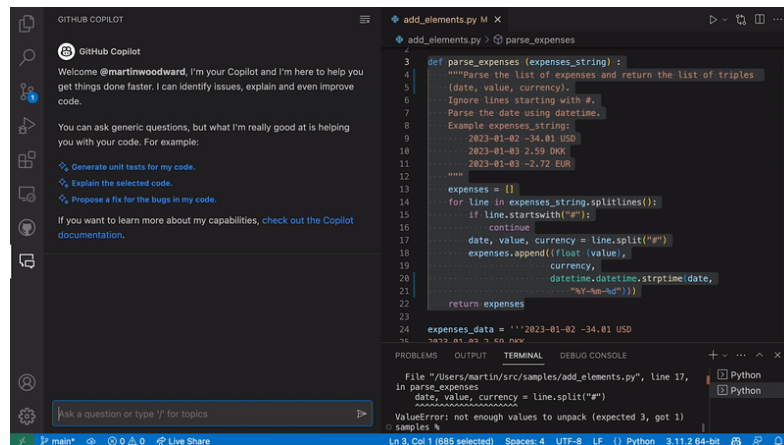 GITHUB COPILOT
GitHub Copilot
Welcome @martinwoodward, I'm your Copilot and I'm here to help you
get things done faster. I can identify issues, explain and even improve
code.
You can ask generic questions, but what I'm really good at is helping
you with your code. For example:
Generate unit tests for my code.
Explain the selected code.
Propose a fix for the bugs in my code.
If you want to learn more about my capabilities, check out the Copilot
documentation.
Ask a question or type '/' for topics
add_elements.py M
add_elements.py > parse_expenses
2
3 def parse_expenses (expenses_string) :
4 """Parse the list of expenses and return the list of triples
5 (date, value, currency).
6 Ignore lines starting with #.
7 Parse the date using datetime.
8 Example expenses_string:
9 2023-01-02 -34.01 USD
10 2023-01-03 2.59 DKK
11 2023-01-03 -2.72 EUR
12 """
13 expenses = []
14 for line in expenses_string.splitlines():
15 if line.startswith("#"):
16 continue
17 date, value, currency = line.split("#")
18 expenses.append((float (value),
19 currency,
20 datetime.datetime.strptime(date,
21 "%Y-%m-%d")))
22 return expenses
23
24 expenses_data = '''2023-01-02 -34.01 USD
25 2023-01-03 2.59 DKK
PROBLEMS OUTPUT TERMINAL DEBUG CONSOLE
File "/Users/martin/src/samples/add_elements.py", line 17,
in parse_expenses
date, value, currency = line.split("#")
^^^^^^^^^^^^^^^^^^^^^
ValueError: not enough values to unpack (expected 3, got 1)
samples %
Python
Python
1
main* 0 0 Live Share
Ln 3, Col 1 (685 selected) Spaces: 4 UTF-8 LF {} Python 3.11.2 64-bit